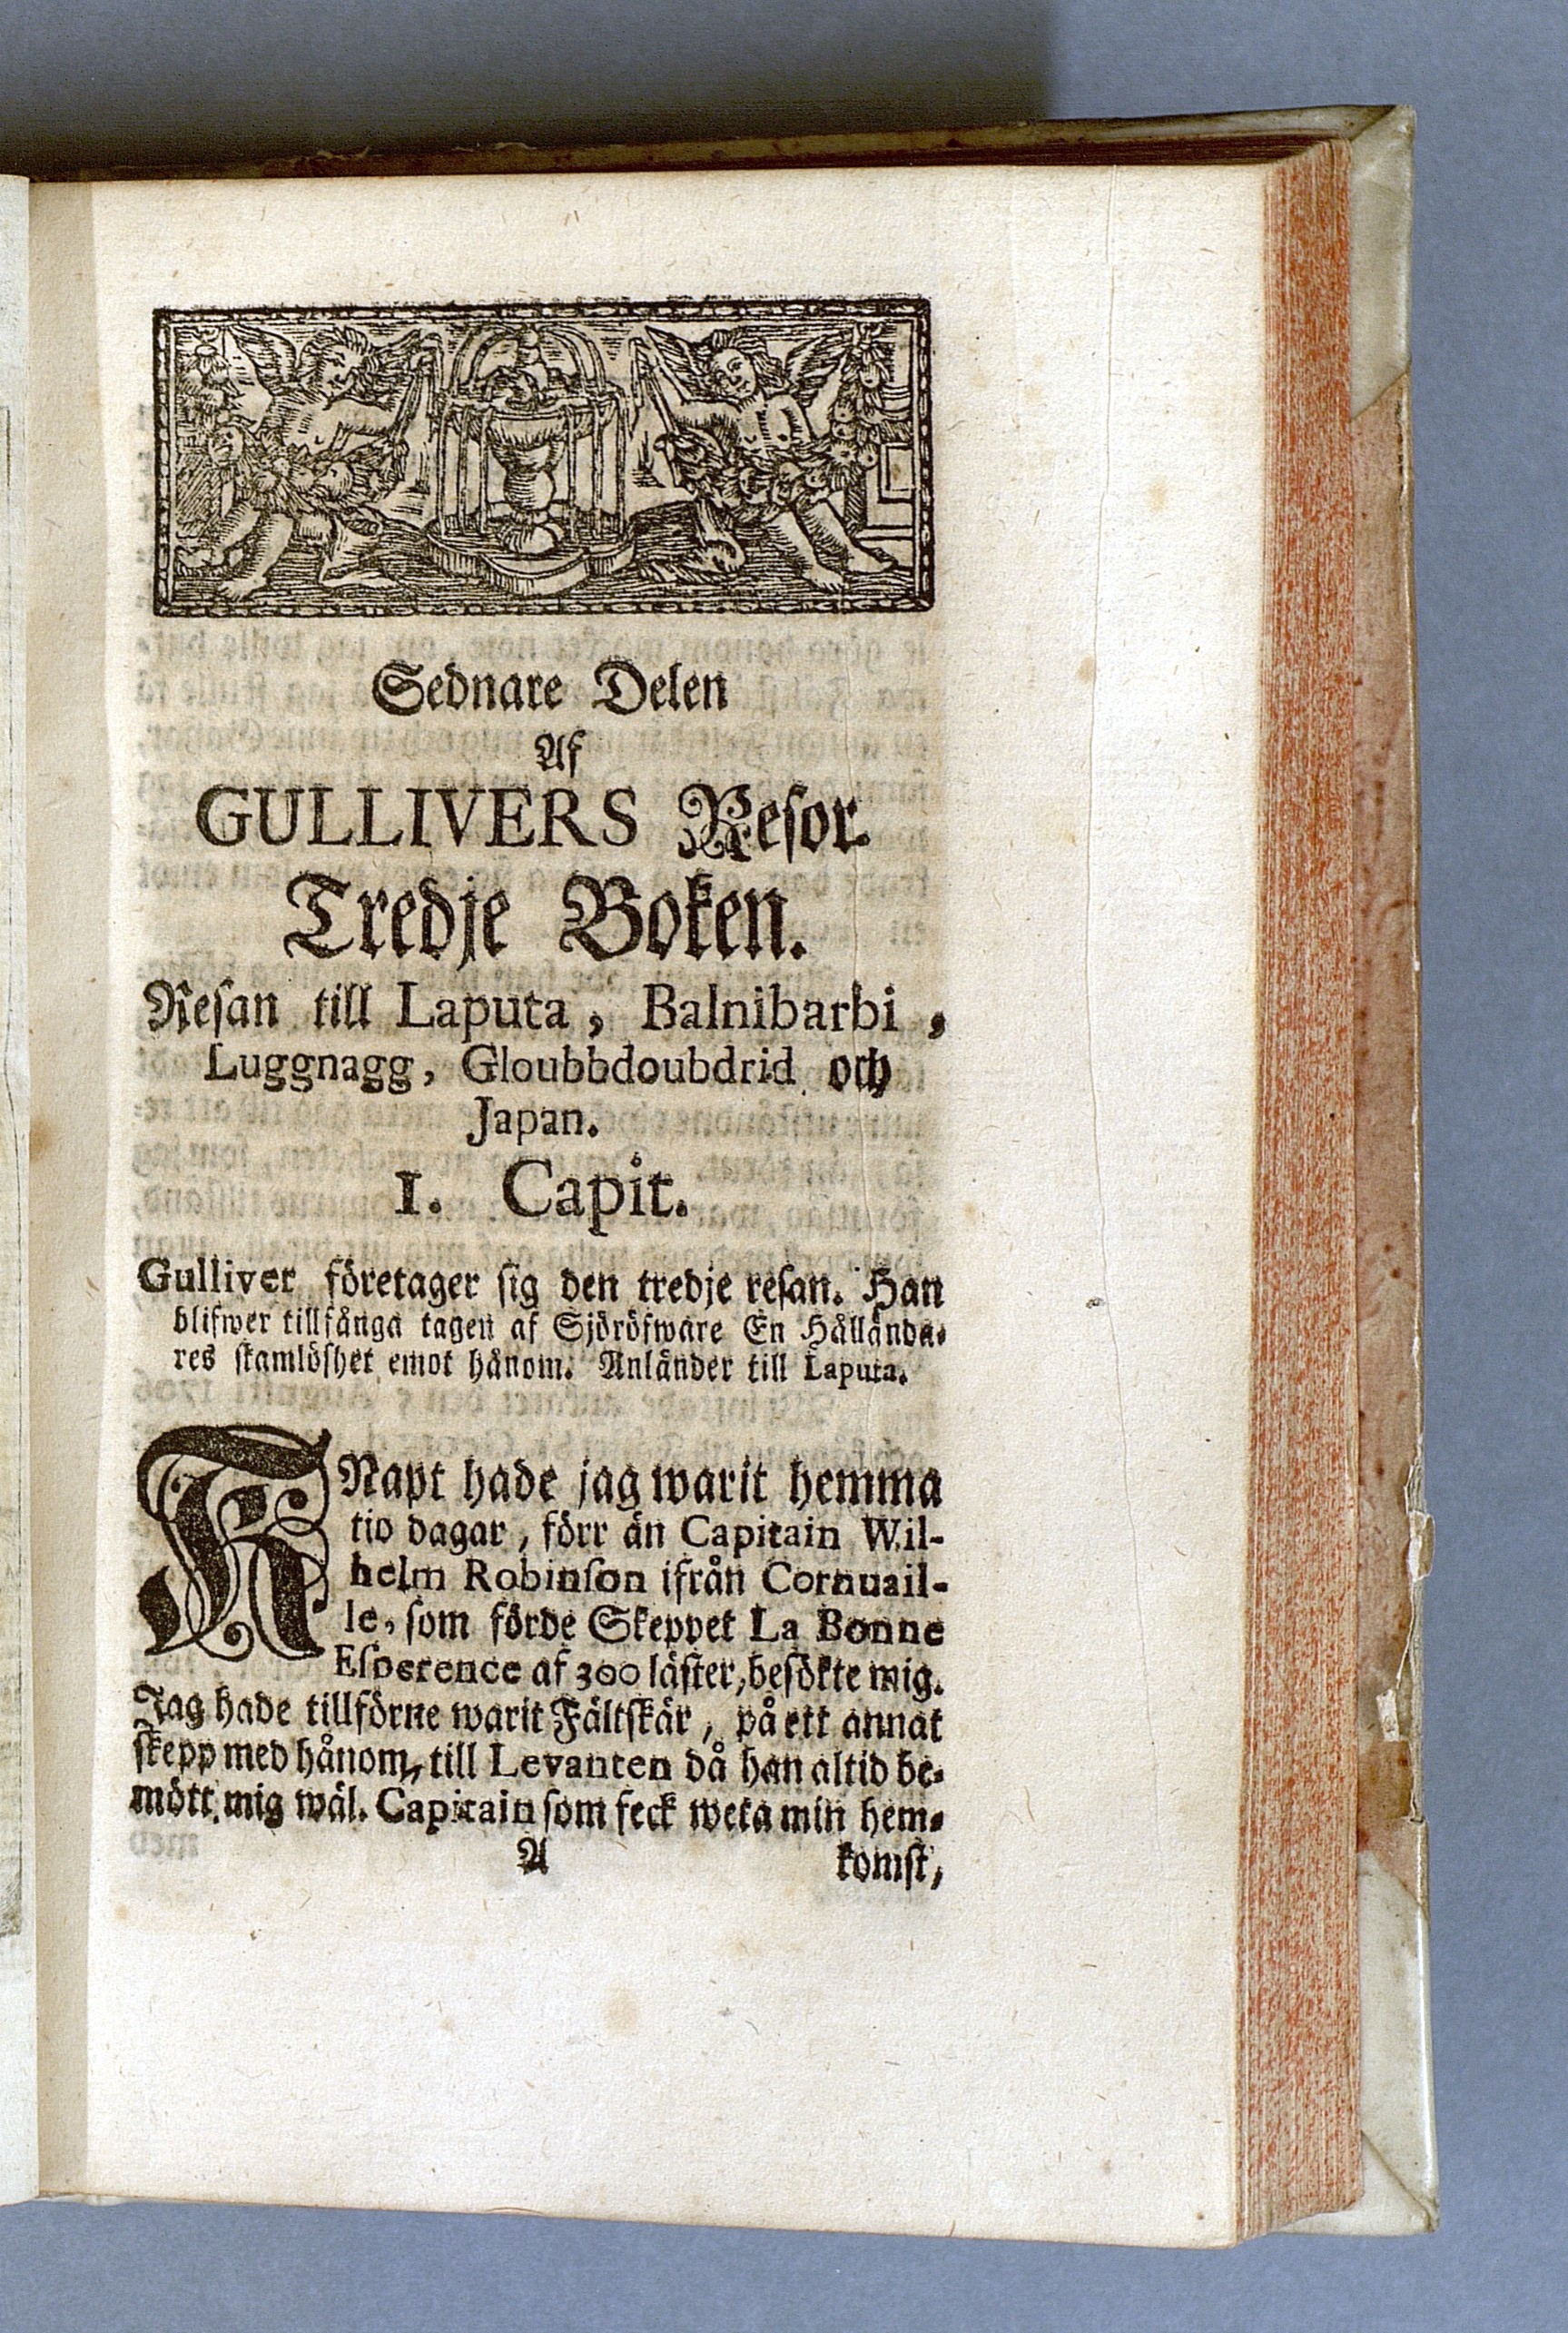 Sednare Delen
Af
GULLIVERS Resor.
Tredje Boken.
Resan till Laputa, Balnibarbi,
Luggnagg, Gloubbdoubdrid och
Japan.
I. Capit.
Gulliver företager sig den tredje resan. Han
blifwer tillfånga tagen af Sjöröfware En Hållända-
res skamlöshet emot hånom. Anländer till Laputa.
KNapt hade jag warit hemma
tio dagar, förr än Capitain Wil-
helm Robinson ifrån Cornuail-
le, som förde Skeppet La Bonne
Esperence af 300 läster, besökte mig.
Jag hade tillförne warit Fältskär, på ett annat
skepp med hånom, till Levanten då han altid be-
mött mig wäl. Capitain som feck weta min hem-
A komst,